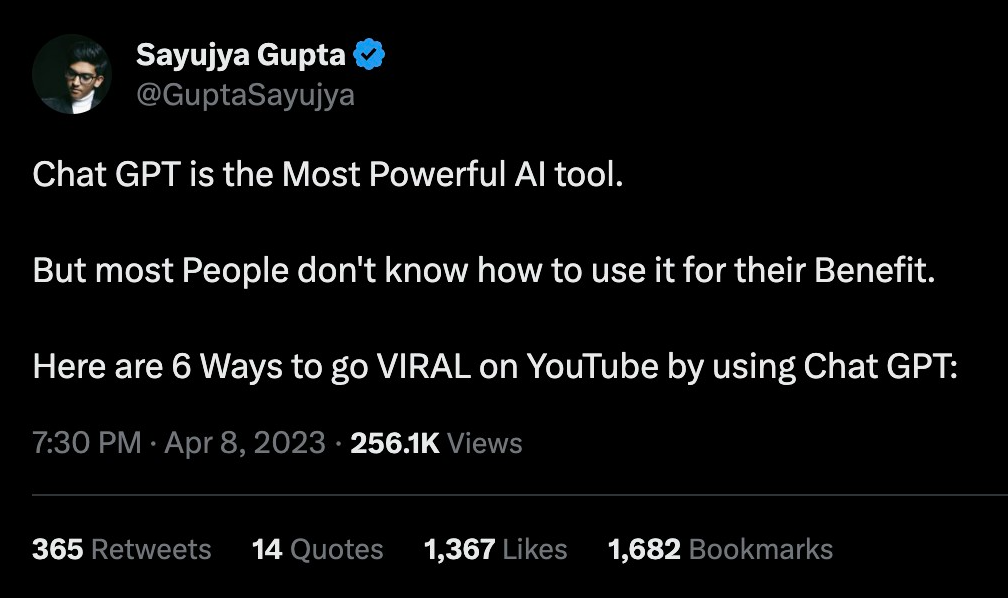 Sayujya Gupta
@GuptaSayujya
Chat GPT is the Most Powerful AI tool.
But most People don't know how to use it for their Benefit.
Here are 6 Ways to go VIRAL on YouTube by using Chat GPT:
7:30 PM · Apr 8, 2023 · 256.1K Views
365 Retweets 14 Quotes 1,367 Likes 1,682 Bookmarks